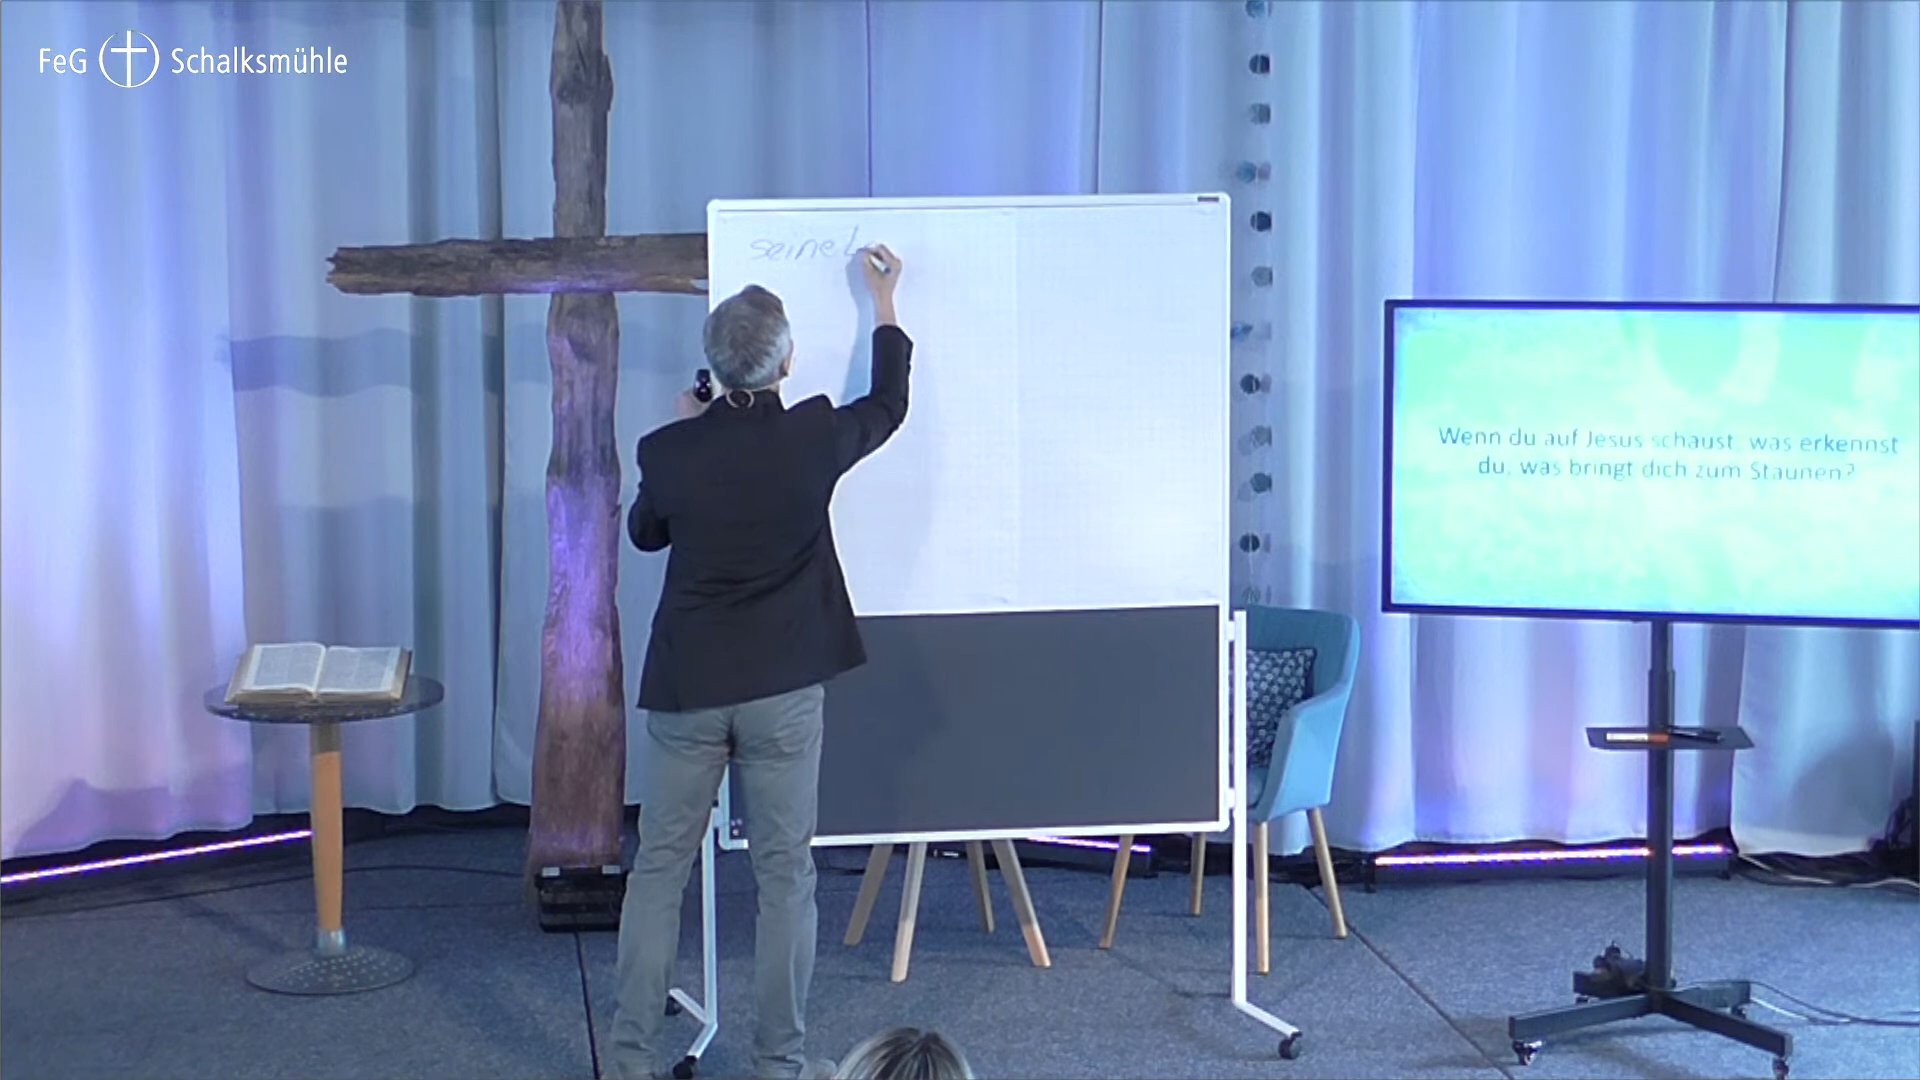 FeG Schalksmühle
seine L
Wenn du auf Jesus schaust, was erkennst
du, was bringt dich zum Staunen?